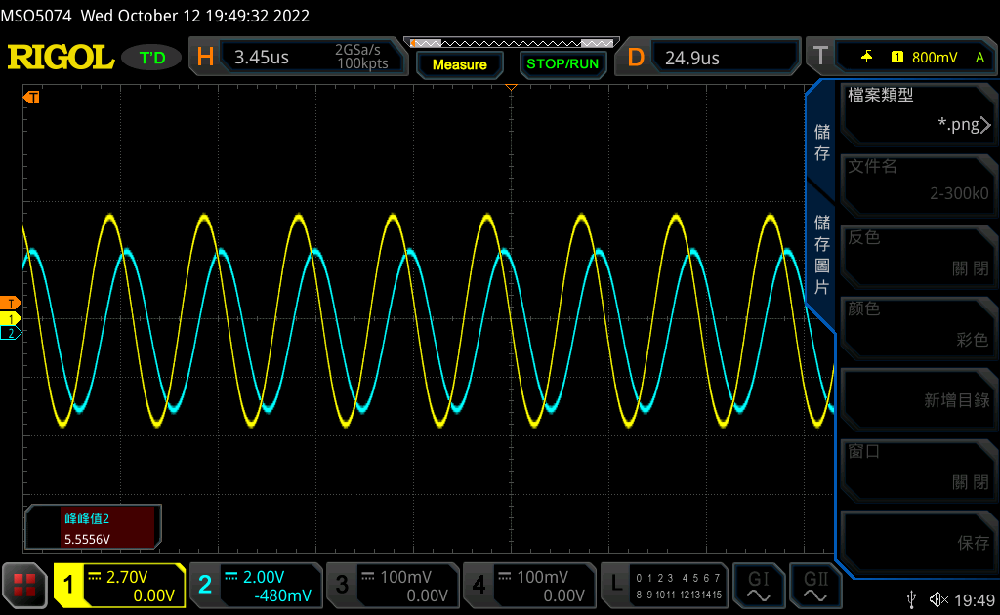 MSO5074 Wed October 12 19:49:32 2022
RIGOL T'D H 3.45us 2GSa/s 100kpts Measure STOP/RUN D 24.9us T 1 800mV A
T
檔案類型
*.png
儲存
文件名
2-300k0
儲存圖片
反色
關閉
颜色
彩色
新增目錄
窗口
關閉
保存
T
1
2
峰峰值2
5.5556V
1 2.70V 0.00V
2 2.00V -480mV
3 100mV 0.00V
4 100mV 0.00V
L 0 1 2 3 4 5 6 7
8 9 10 11 12 13 14 15
GI GII
19:49